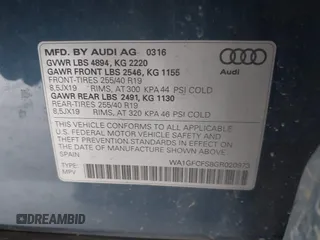 MFD. BY AUDI AG 0316
GVWR LBS 4894, KG 2220
GAWR FRONT LBS 2546, KG 1155
FRONT-TIRES 255/40 R19
8,5JX19 RIMS, AT 300 KPA 44 PSI COLD
GAWR REAR LBS 2491, KG 1130
REAR-TIRES 255/40 R19
8,5JX19 RIMS, AT 320 KPA 46 PSI COLD
Audi
THIS VEHICLE CONFORMS TO ALL APPLICABLE
U.S. FEDERAL MOTOR VEHICLE SAFETY AND
THEFT PREVENTION STANDARDS IN EFFECT ON
THE DATE OF MANUFACTURE SHOWN ABOVE.
SPAIN
TYPE:
MPV
© DREAMBID .COM